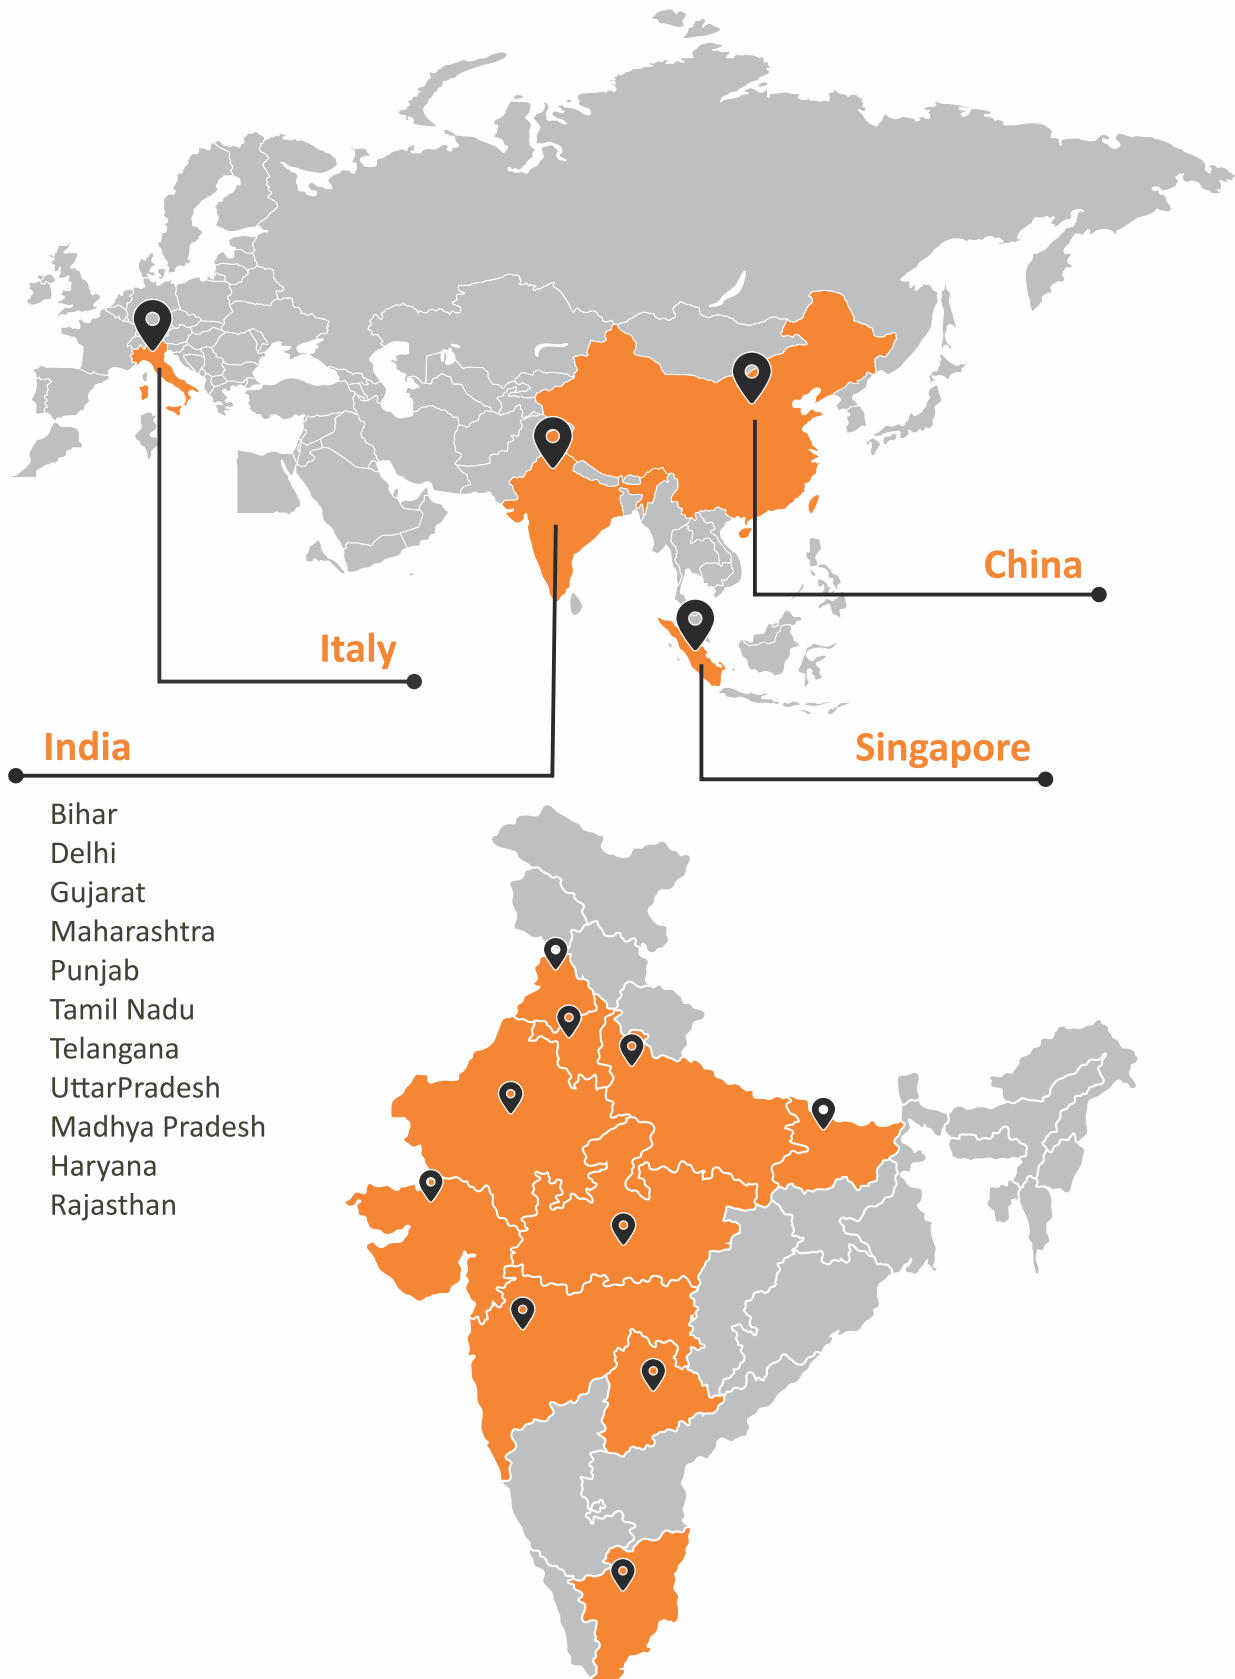 China
Italy
India
Singapore
Bihar
Delhi
Gujarat
Maharashtra
Punjab
Tamil Nadu
Telangana
UttarPradesh
Madhya Pradesh
Haryana
Rajasthan